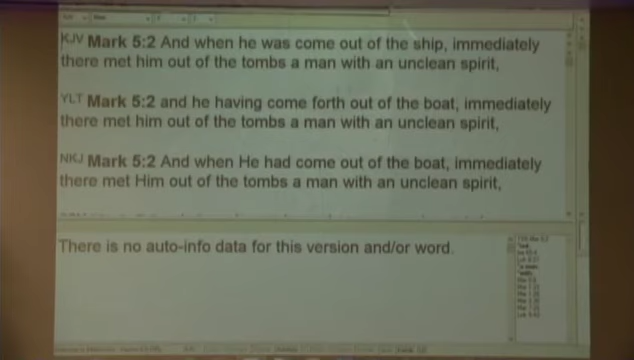 KJV Mark 5:2 And when he was come out of the ship, immediately
there met him out of the tombs a man with an unclean spirit,
YLT Mark 5:2 and he having come forth out of the boat, immediately
there met him out of the tombs a man with an unclean spirit,
NKJ Mark 5:2 And when He had come out of the boat, immediately
there met Him out of the tombs a man with an unclean spirit,
There is no auto-info data for this version and/or word.